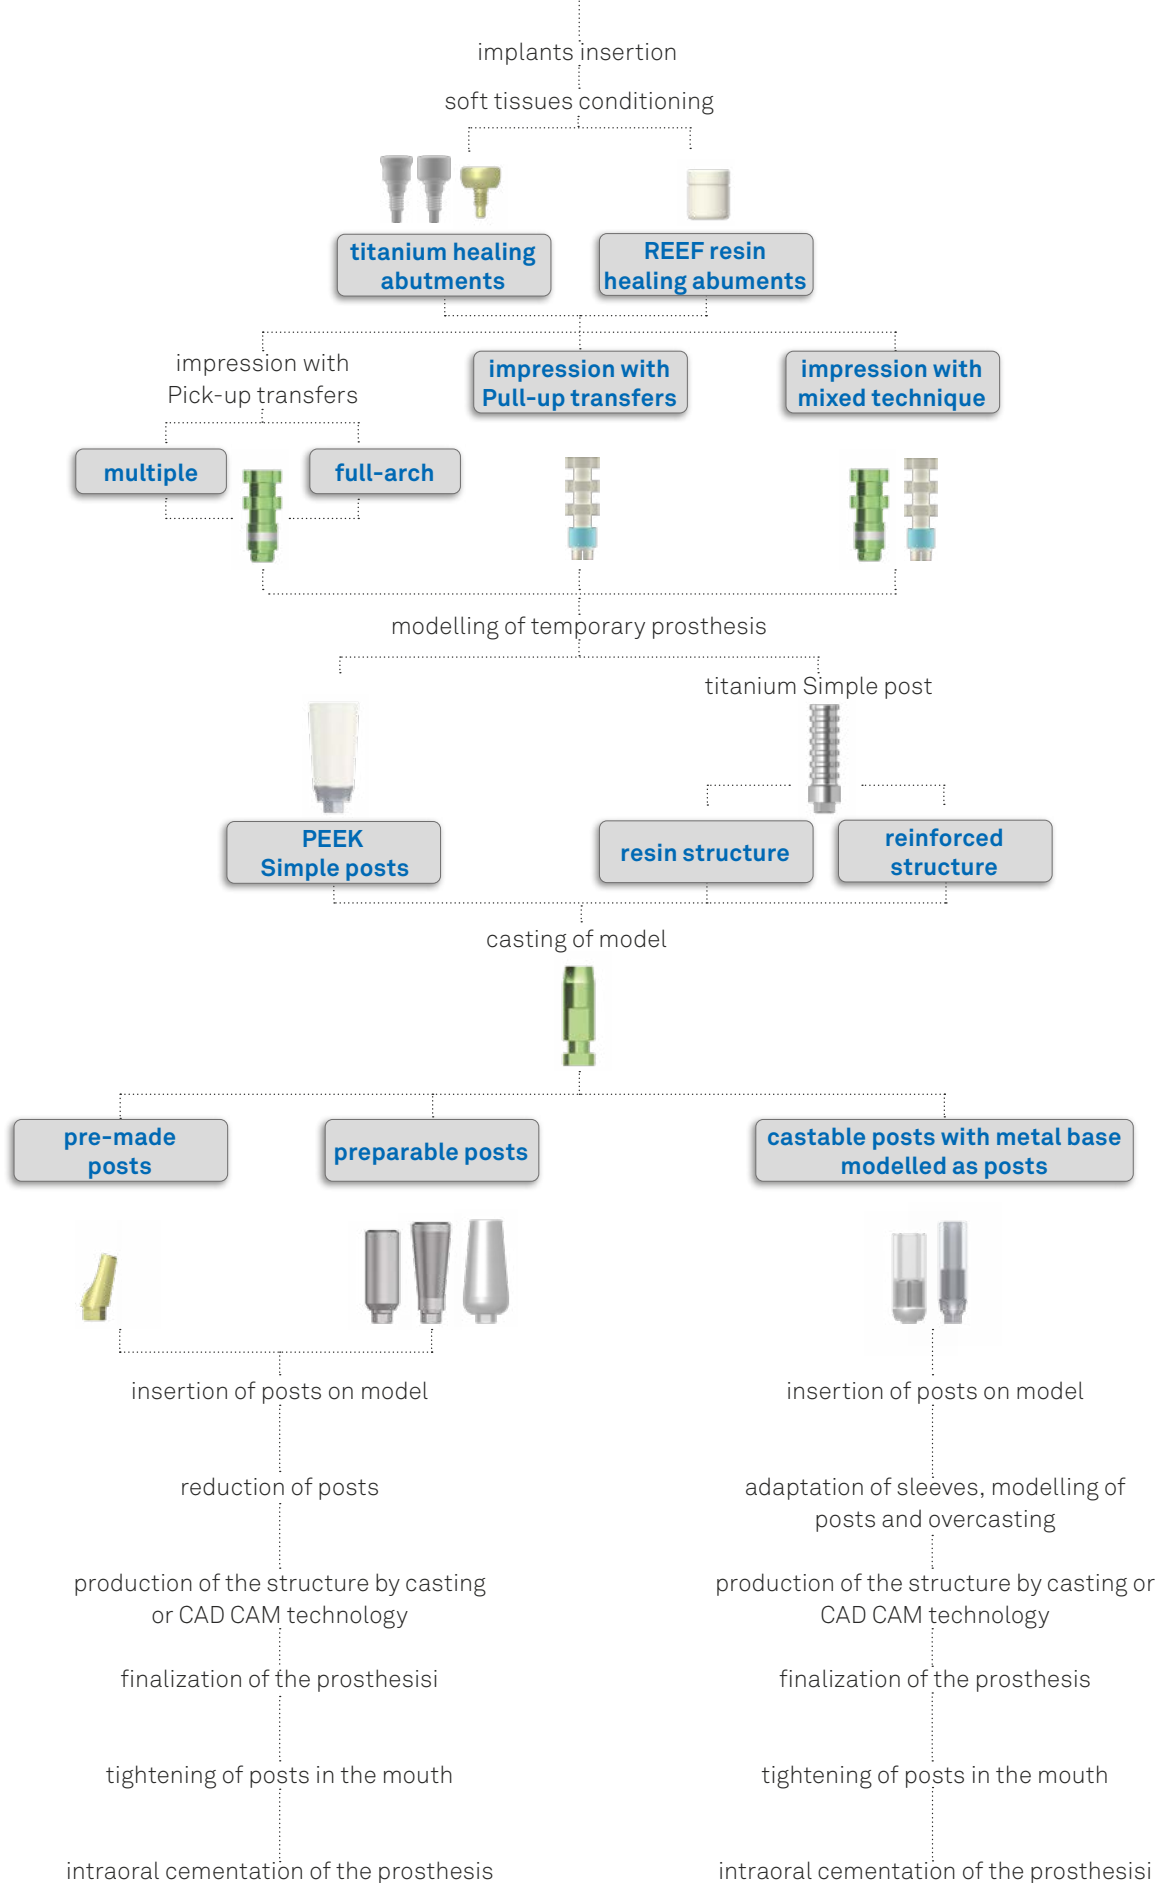 implants insertion
soft tissues conditioning
titanium healing
abutments
REEF resin
healing abuments
impression with
Pick-up transfers
impression with
Pull-up transfers
impression with
mixed technique
multiple
full-arch
modelling of temporary prosthesis
titanium Simple post
PEEK
Simple posts
resin structure
reinforced
structure
casting of model
pre-made
posts
preparable posts
castable posts with metal base
modelled as posts
insertion of posts on model
reduction of posts
production of the structure by casting
or CAD CAM technology
finalization of the prosthesisi
tightening of posts in the mouth
intraoral cementation of the prosthesis
insertion of posts on model
adaptation of sleeves, modelling of
posts and overcasting
production of the structure by casting or
CAD CAM technology
finalization of the prosthesis
tightening of posts in the mouth
intraoral cementation of the prosthesisi